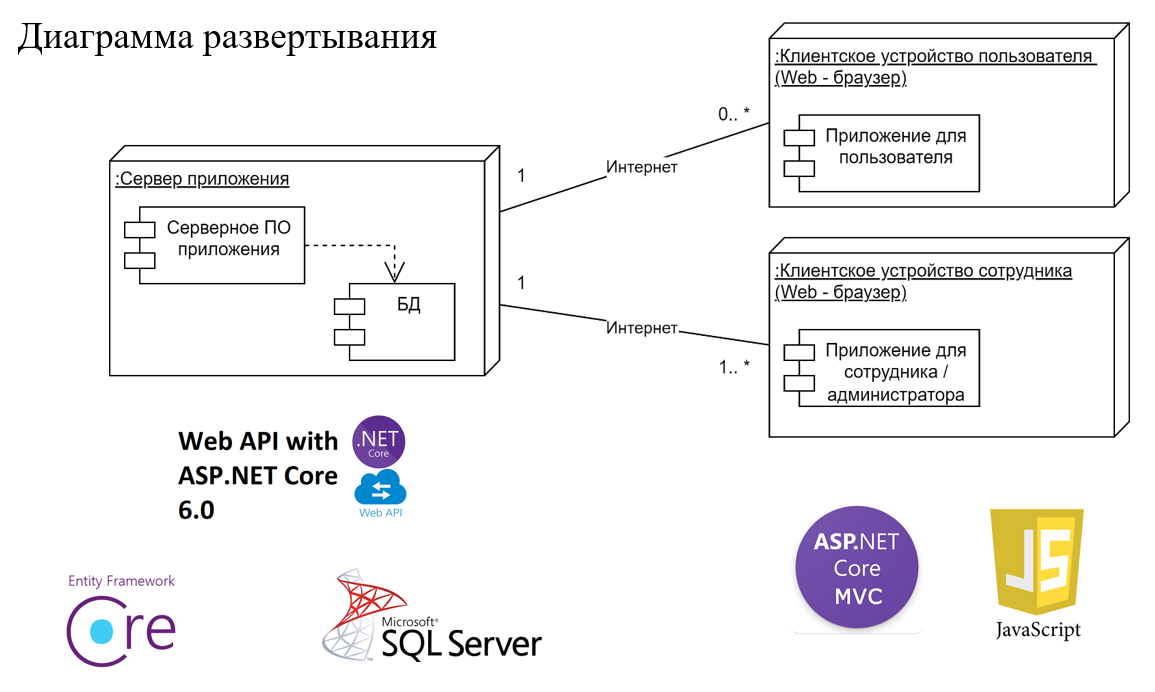 Диаграмма развертывания
:Клиентское устройство пользователя
(Web - браузер)
Приложение для
пользователя
0.. *
Интернет
1
:Сервер приложения
Серверное ПО
приложения
БД
1
Интернет
1.. *
:Клиентское устройство сотрудника
(Web - браузер)
Приложение для
сотрудника /
администратора
Web API with
ASP.NET Core
6.0
.NET
Core
Web API
Entity Framework
Core
Microsoft®
SQL Server
™
ASP.NET
Core
MVC
JS
JavaScript